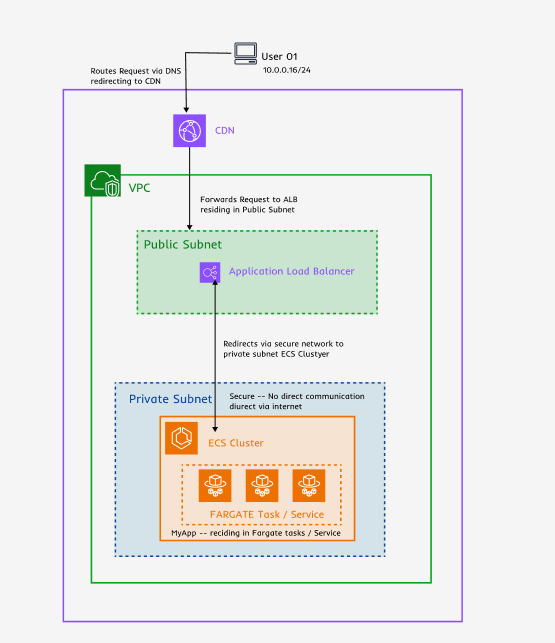 User 01
10.0.0.16/24
Routes Request via DNS
redirecting to CDN
CDN
VPC
Forwards Request to ALB
residing in Public Subnet
Public Subnet
Application Load Balancer
Redirects via secure network to
private subnet ECS Clustyer
Private Subnet
Secure -- No direct communication
diurect via internet
ECS Cluster
FARGATE Task / Service
MyApp -- reciding in Fargate tasks / Service